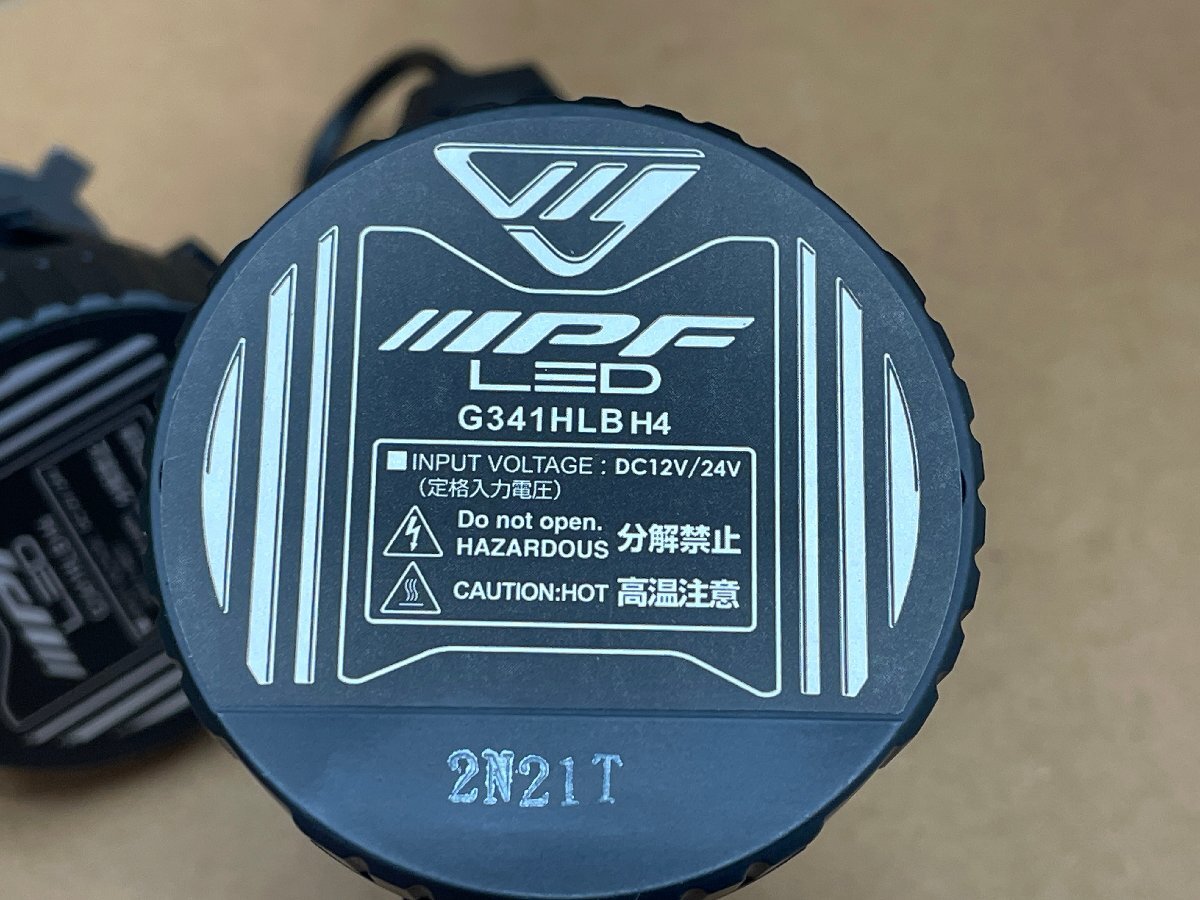 IPF
LED
G341HLB H4
INPUT VOLTAGE : DC12V/24V
(定格入力電圧)
Do not open.
HAZARDOUS 分解禁止
CAUTION:HOT 高温注意
2N21T
LED